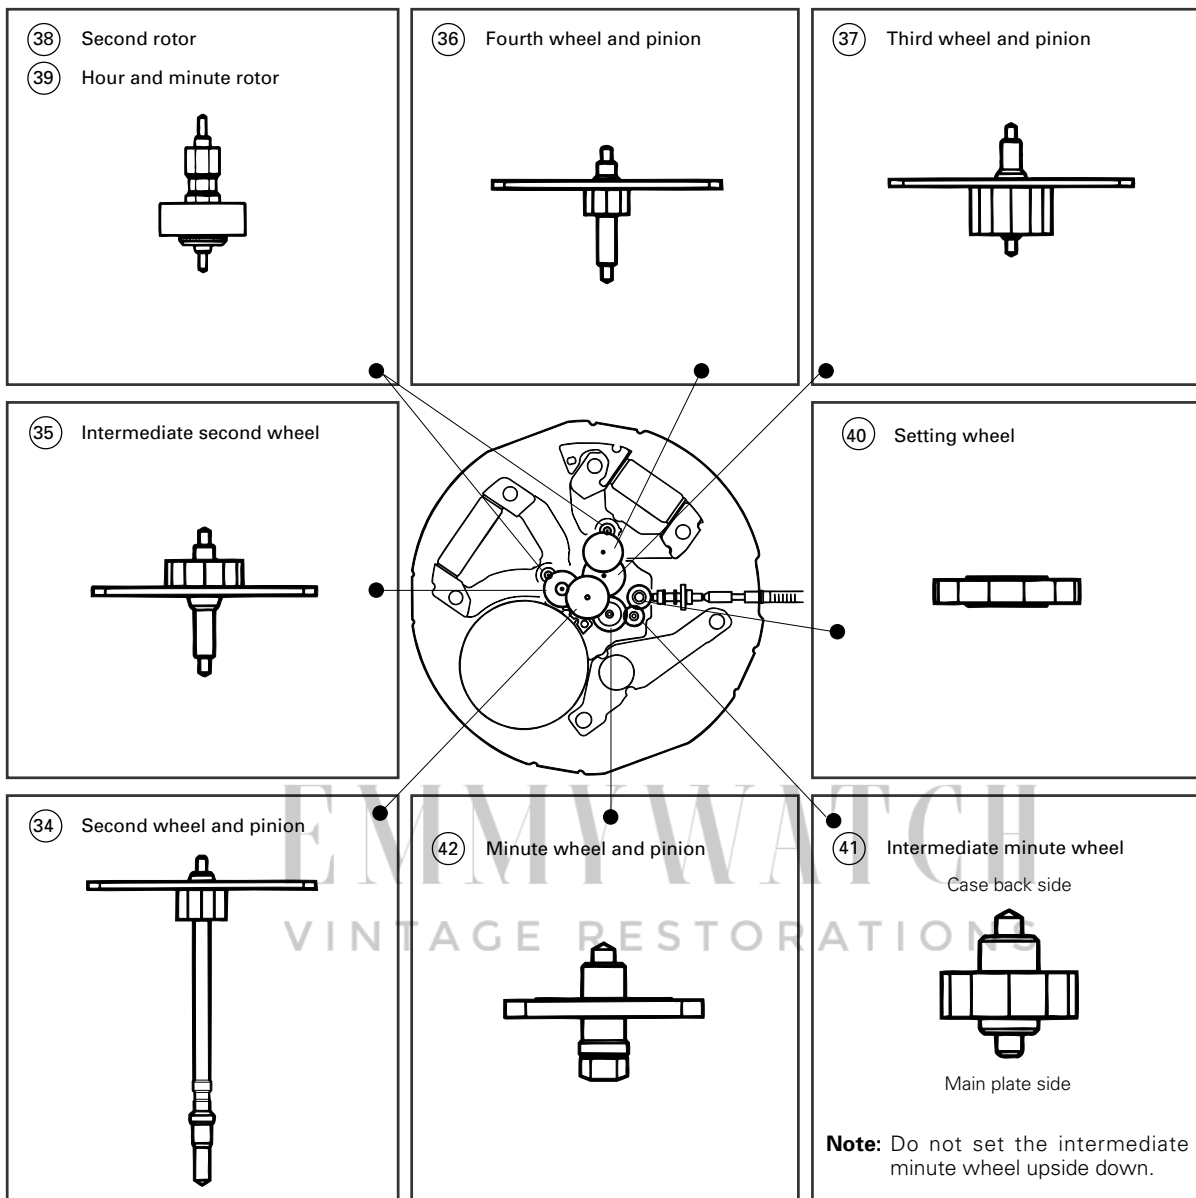 38 Second rotor
39 Hour and minute rotor
36 Fourth wheel and pinion
37 Third wheel and pinion
35 Intermediate second wheel
40 Setting wheel
34 Second wheel and pinion
42 Minute wheel and pinion
41 Intermediate minute wheel
Case back side
Main plate side
Note: Do not set the intermediate
minute wheel upside down.
EMMYWATCH
VINTAGE RESTORATIONS